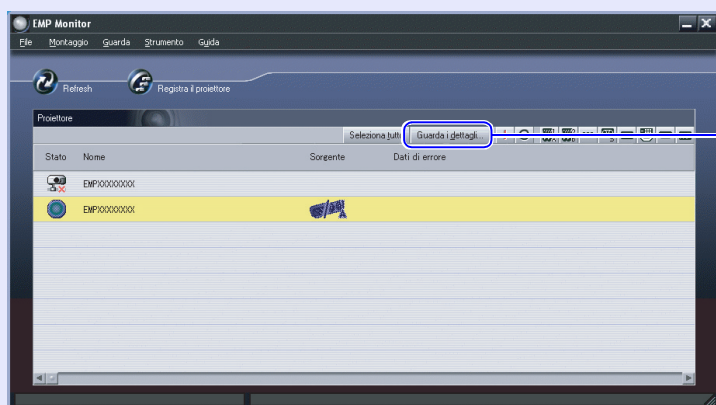 EMP Monitor
File Montaggio Guarda Strumento Guida
Refresh Registra il proiettore
Proiettore
Seleziona tutto Guarda i dettagli...
Stato Nome Sorgente Dati di errore
EMPXXXXXXXX
EMPXXXXXXXX